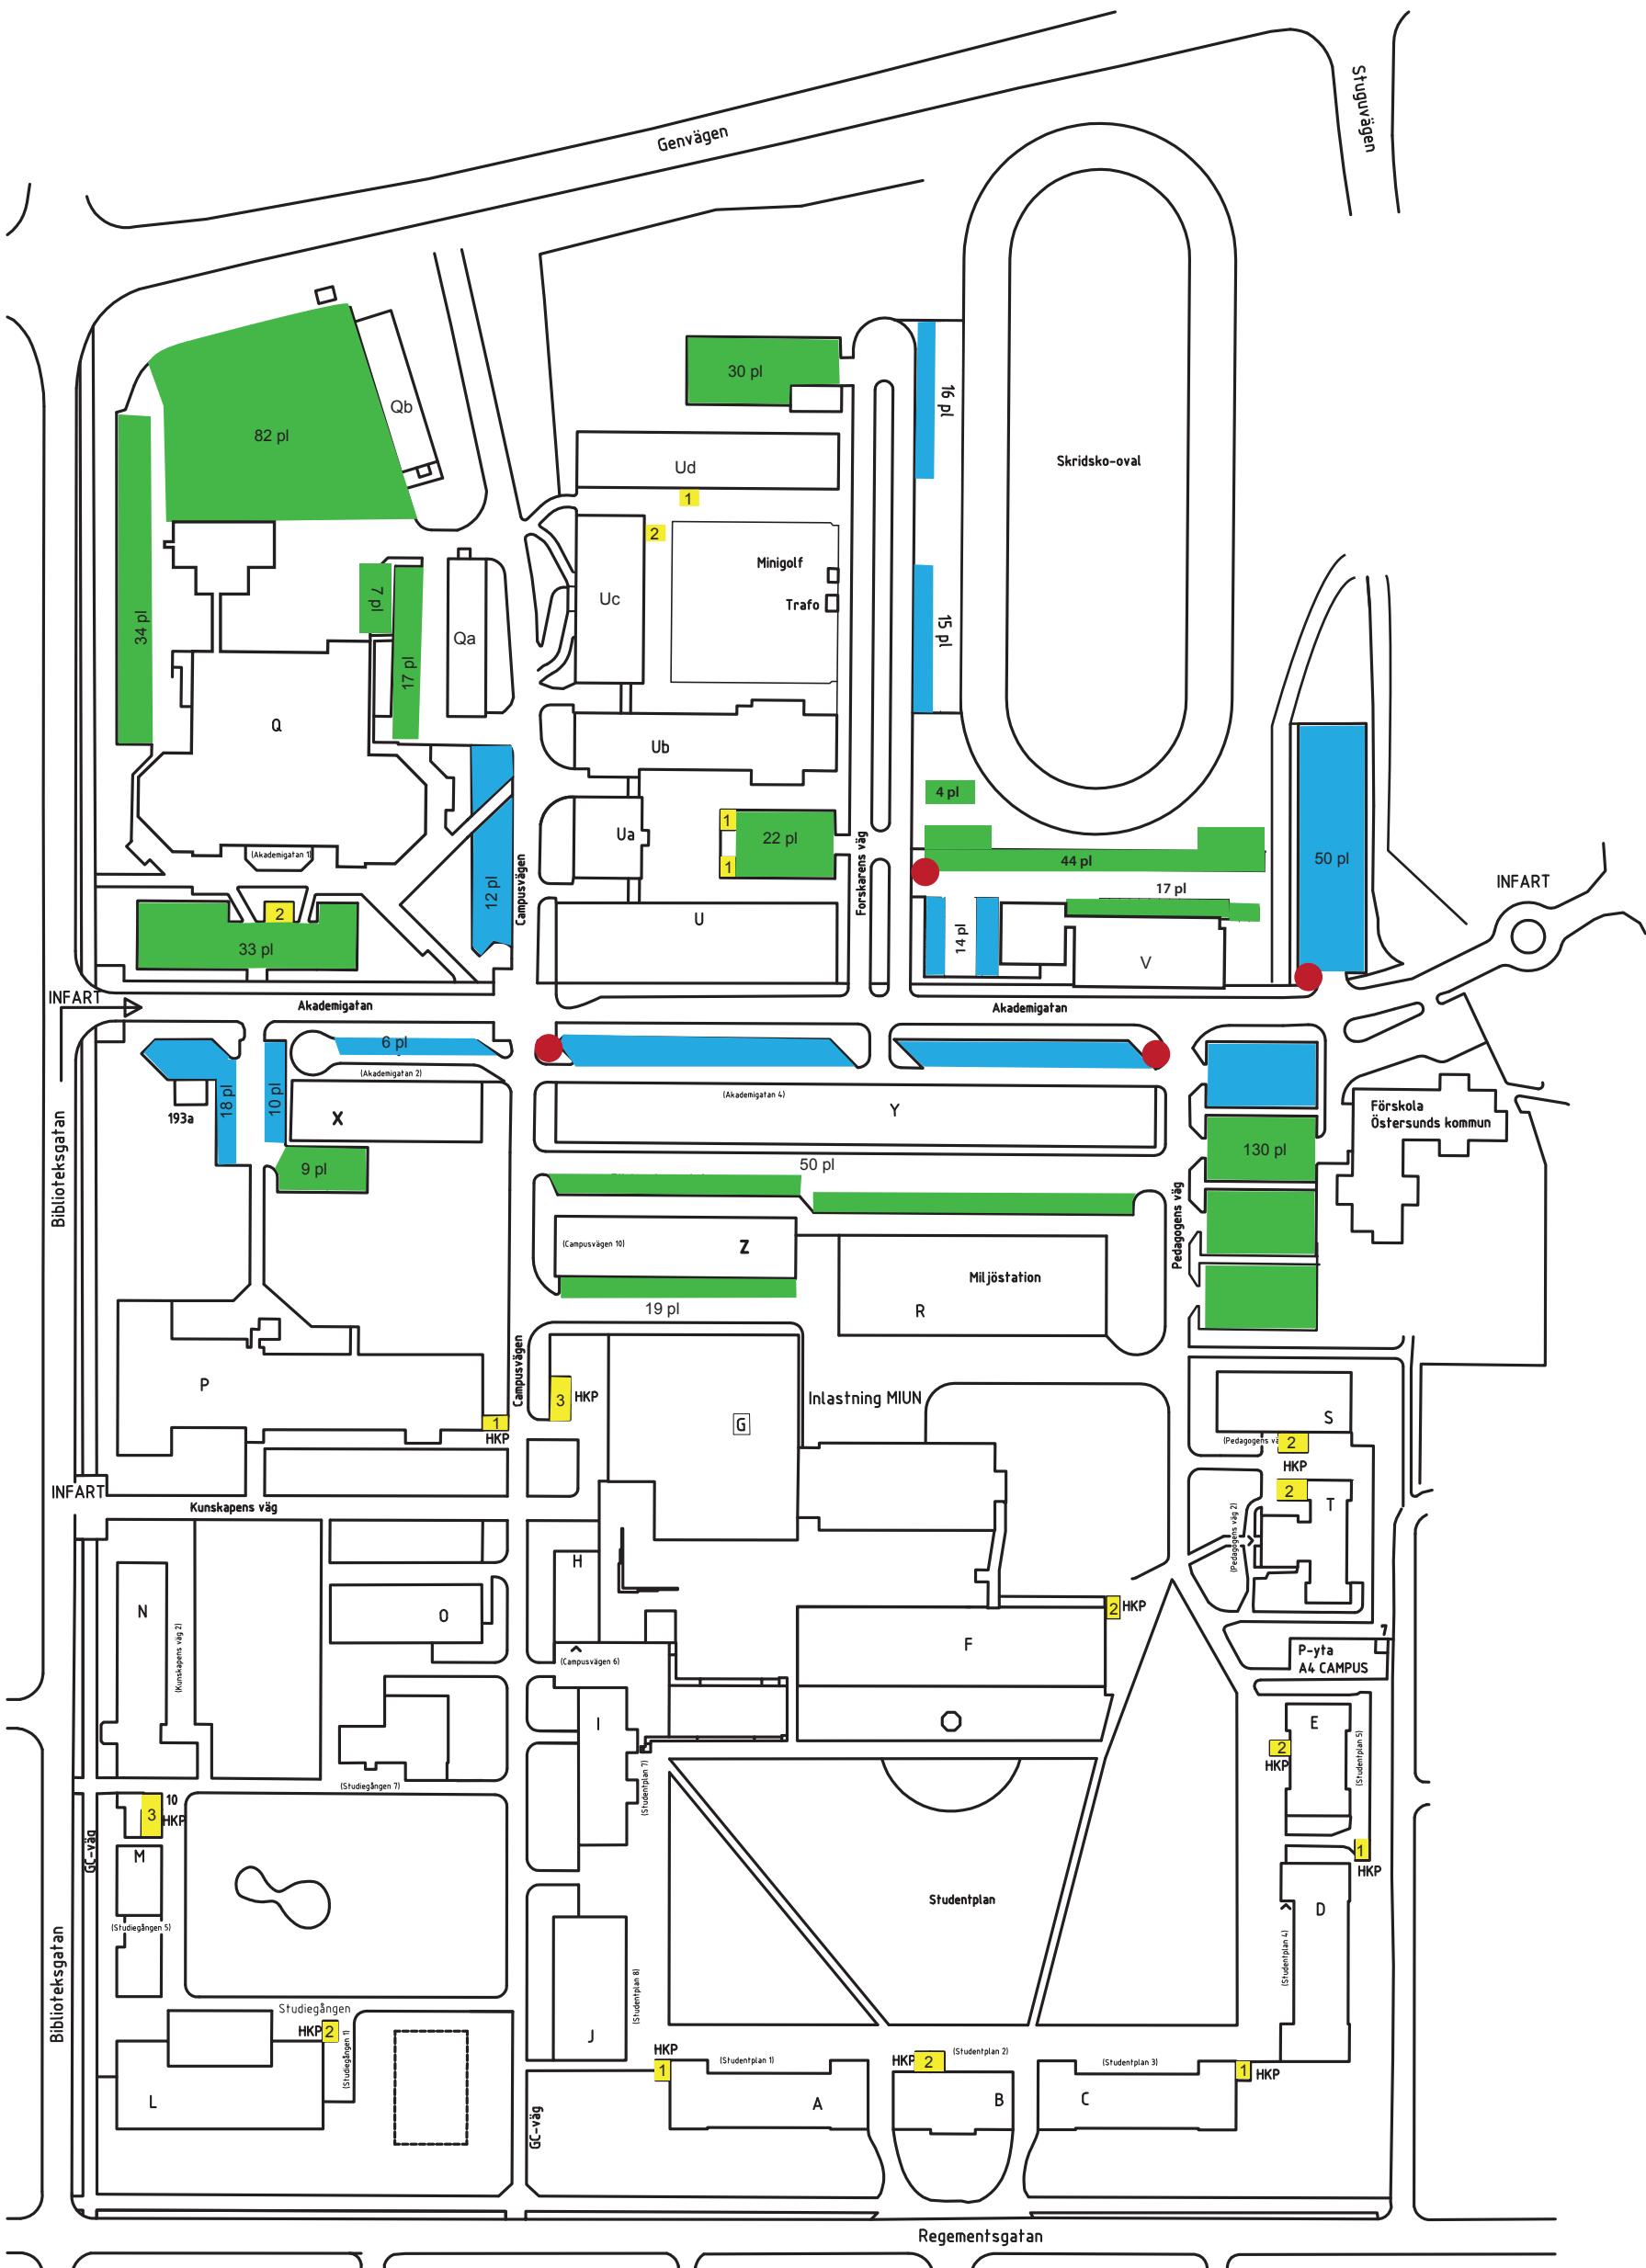 Genvägen
Stuguvägen
30 pl
16 pl
Qb
82 pl
Ud
Skridsko-oval
1
2
Minigolf
Uc
Trafo
7 pl
34 pl
15 pl
Qa
17 pl
Q
Ub
4 pl
1
Ua
22 pl
44 pl
50 pl
(Akademigatan 1)
1
Forskarens väg
17 pl
INFART
12 pl
Campusvägen
2
U
33 pl
14 pl
V
INFART
Akademigatan
Akademigatan
6 pl
(Akademigatan 2)
18 pl
10 pl
193a
X
(Akademigatan 4)
Y
Förskola
Östersunds kommun
130 pl
Biblioteksgatan
9 pl
50 pl
Pedagogens väg
(Campusvägen 10)
Z
Miljöstation
19 pl
R
Campusvägen
P
3
HKP
Inlastning MIUN
G
S
1
HKP
(Pedagogens vä
2
HKP
INFART
2
T
Kunskapens väg
(Pedagogens väg 2)
H
N
O
2
HKP
(Kunskapens väg 2)
F
7
P-yta
A4 CAMPUS
(Campusvägen 6)
I
E
2
HKP
(Studentplan 5)
(Studiegången 7)
(Studentplan 7)
3
10
HKP
GC-väg
M
1
HKP
Studentplan
D
(Studiegången 5)
(Studentplan 4)
Biblioteksgatan
(Studentplan 8)
Studiegången
HKP
2
(Studiegången 1)
J
HKP
1
(Studentplan 1)
HKP
2
(Studentplan 2)
(Studentplan 3)
1
HKP
L
A
B
C
GC-väg
Regementsgatan